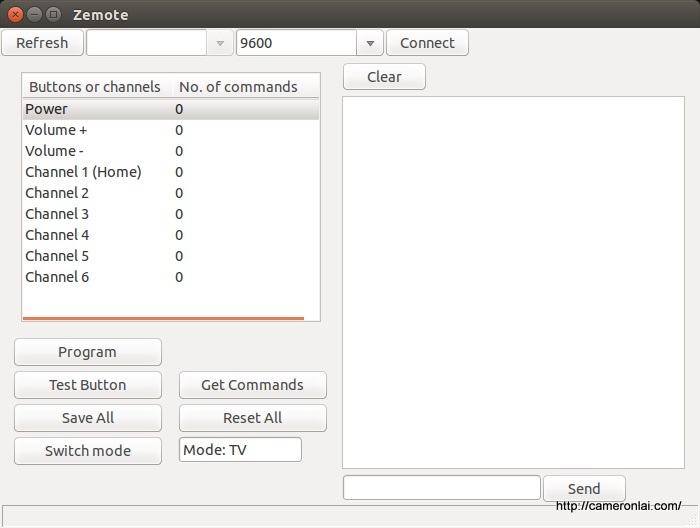 Zemote
Refresh 9600 Connect
Clear
Buttons or channels No. of commands
Power 0
Volume + 0
Volume - 0
Channel 1 (Home) 0
Channel 2 0
Channel 3 0
Channel 4 0
Channel 5 0
Channel 6 0
Program
Test Button Get Commands
Save All Reset All
Switch mode Mode: TV
Send
http://cameronlai.com/